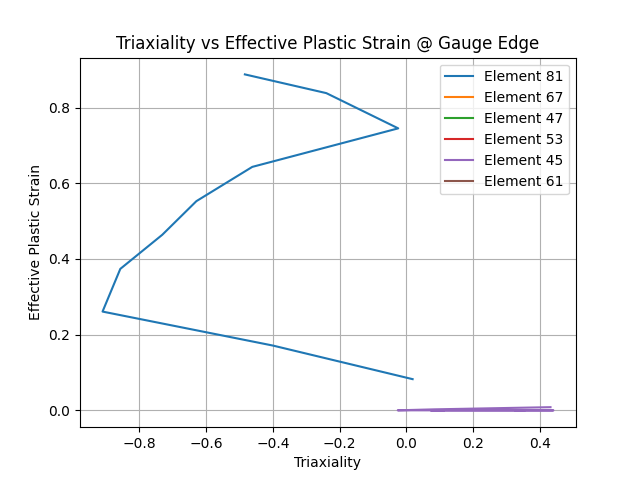 Triaxiality vs Effective Plastic Strain @ Gauge Edge
Element 81
Element 67
Element 47
Element 53
Element 45
Element 61
Effective Plastic Strain
0.8
0.6
0.4
0.2
0.0
−0.8 −0.6 −0.4 −0.2 0.0 0.2 0.4
Triaxiality